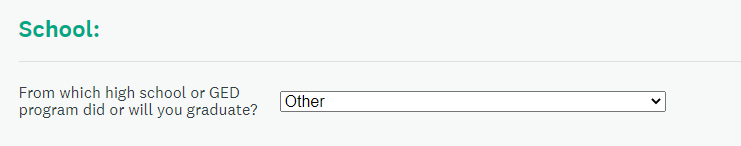 School:
From which high school or GED
program did or will you graduate?
Other